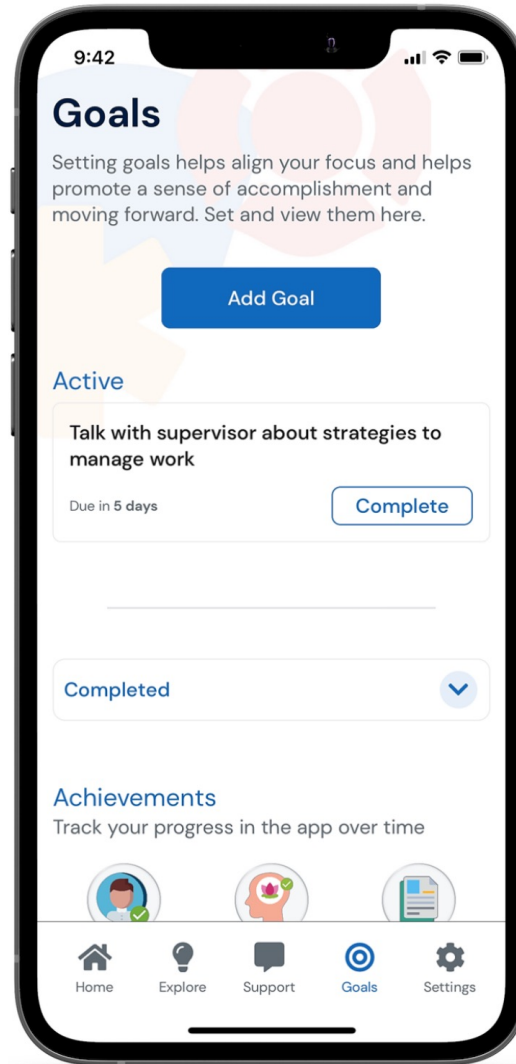 9:42
Goals
Setting goals helps align your focus and helps
promote a sense of accomplishment and
moving forward. Set and view them here.
Add Goal
Active
Talk with supervisor about strategies to
manage work
Due in 5 days
Complete
Completed
Achievements
Track your progress in the app over time
Home
Explore
Support
Goals
Settings